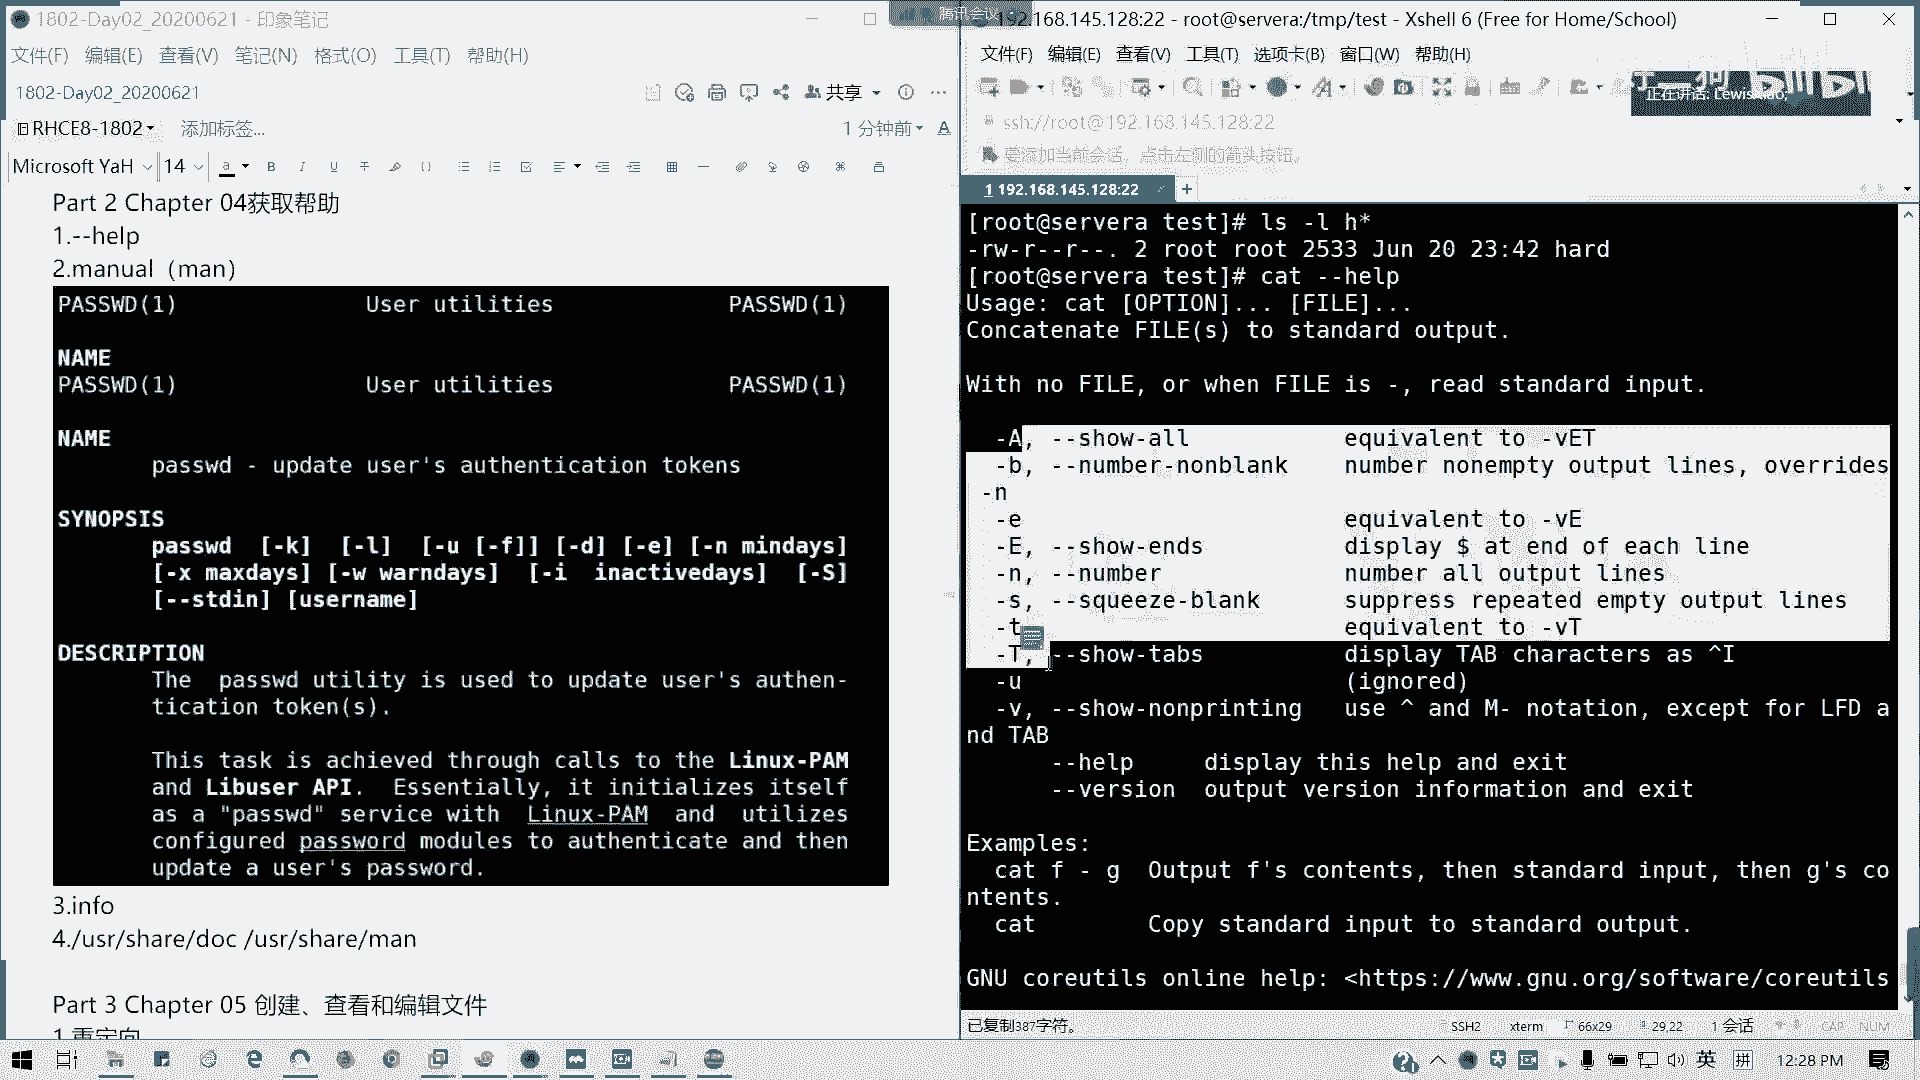 1802-Day02_20200621 - 印象笔记
文件(F) 编辑(E) 查看(V) 笔记(N) 格式(O) 工具(T) 帮助(H)
1802-Day02_20200621
共享
RHCE8-1802
添加标签...
1 分钟前
Microsoft YaH 14
Part 2 Chapter 04获取帮助
1.--help
2.manual（man）
PASSWD(1) User utilities PASSWD(1)
NAME
PASSWD(1) User utilities PASSWD(1)
NAME
passwd - update user's authentication tokens
SYNOPSIS
passwd [-k] [-l] [-u [-f]] [-d] [-e] [-n mindays]
[-x maxdays] [-w warndays] [-i inactivedays] [-S]
[--stdin] [username]
DESCRIPTION
The passwd utility is used to update user's authen-
tication token(s).
This task is achieved through calls to the Linux-PAM
and Libuser API. Essentially, it initializes itself
as a "passwd" service with Linux-PAM and utilizes
configured password modules to authenticate and then
update a user's password.
3.info
4./usr/share/doc /usr/share/man
Part 3 Chapter 05 创建、查看和编辑文件
1.重定向
腾讯会议
192.168.145.128:22 - root@servera:/tmp/test - Xshell 6 (Free for Home/School)
文件(F) 编辑(E) 查看(V) 工具(T) 选项卡(B) 窗口(W) 帮助(H)
正在讲话:
ssh://root@192.168.145.128:22
要添加当前会话，点击左侧的箭头按钮。
1 192.168.145.128:22
[root@servera test]# ls -l h*
-rw-r--r--. 2 root root 2533 Jun 20 23:42 hard
[root@servera test]# cat --help
Usage: cat [OPTION]... [FILE]...
Concatenate FILE(s) to standard output.
With no FILE, or when FILE is -, read standard input.
-A, --show-all equivalent to -vET
-b, --number-nonblank number nonempty output lines, overrides
-n
-e equivalent to -vE
-E, --show-ends display $ at end of each line
-n, --number number all output lines
-s, --squeeze-blank suppress repeated empty output lines
-t equivalent to -vT
-T, --show-tabs display TAB characters as ^I
-u (ignored)
-v, --show-nonprinting use ^ and M- notation, except for LFD a
nd TAB
--help display this help and exit
--version output version information and exit
Examples:
cat f - g Output f's contents, then standard input, then g's co
ntents.
cat Copy standard input to standard output.
GNU coreutils online help: <https://www.gnu.org/software/coreutils
已复制387字符。
SSH2 xterm 66x29 29,22 1 会话 CAP NUM
英 拼 12:28 PM